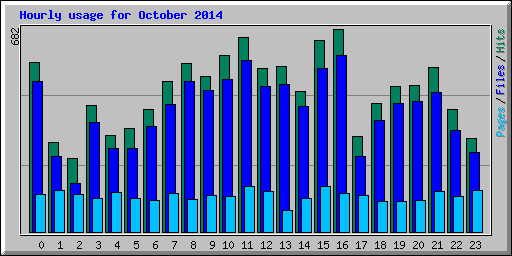 Hourly usage for October 2014
682
Pages / Files / Hits
0 1 2 3 4 5 6 7 8 9 10 11 12 13 14 15 16 17 18 19 20 21 22 23